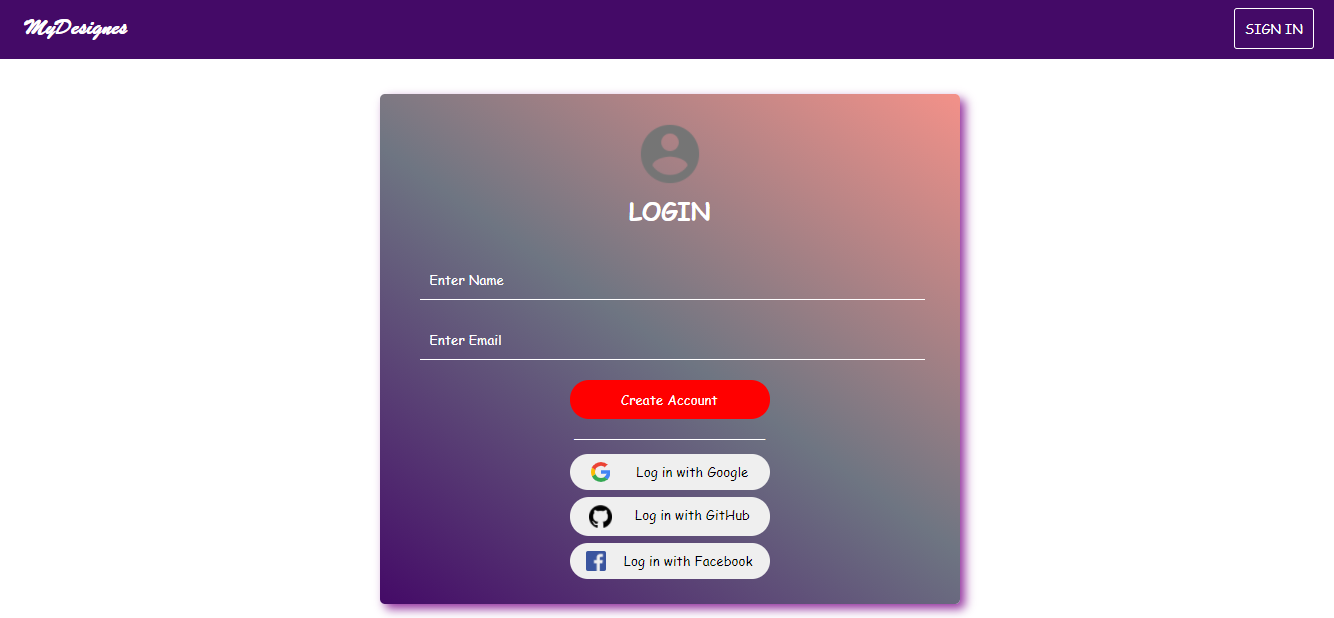 MyDesignes
SIGN IN
LOGIN
Enter Name
Enter Email
Create Account
Log in with Google
Log in with GitHub
Log in with Facebook